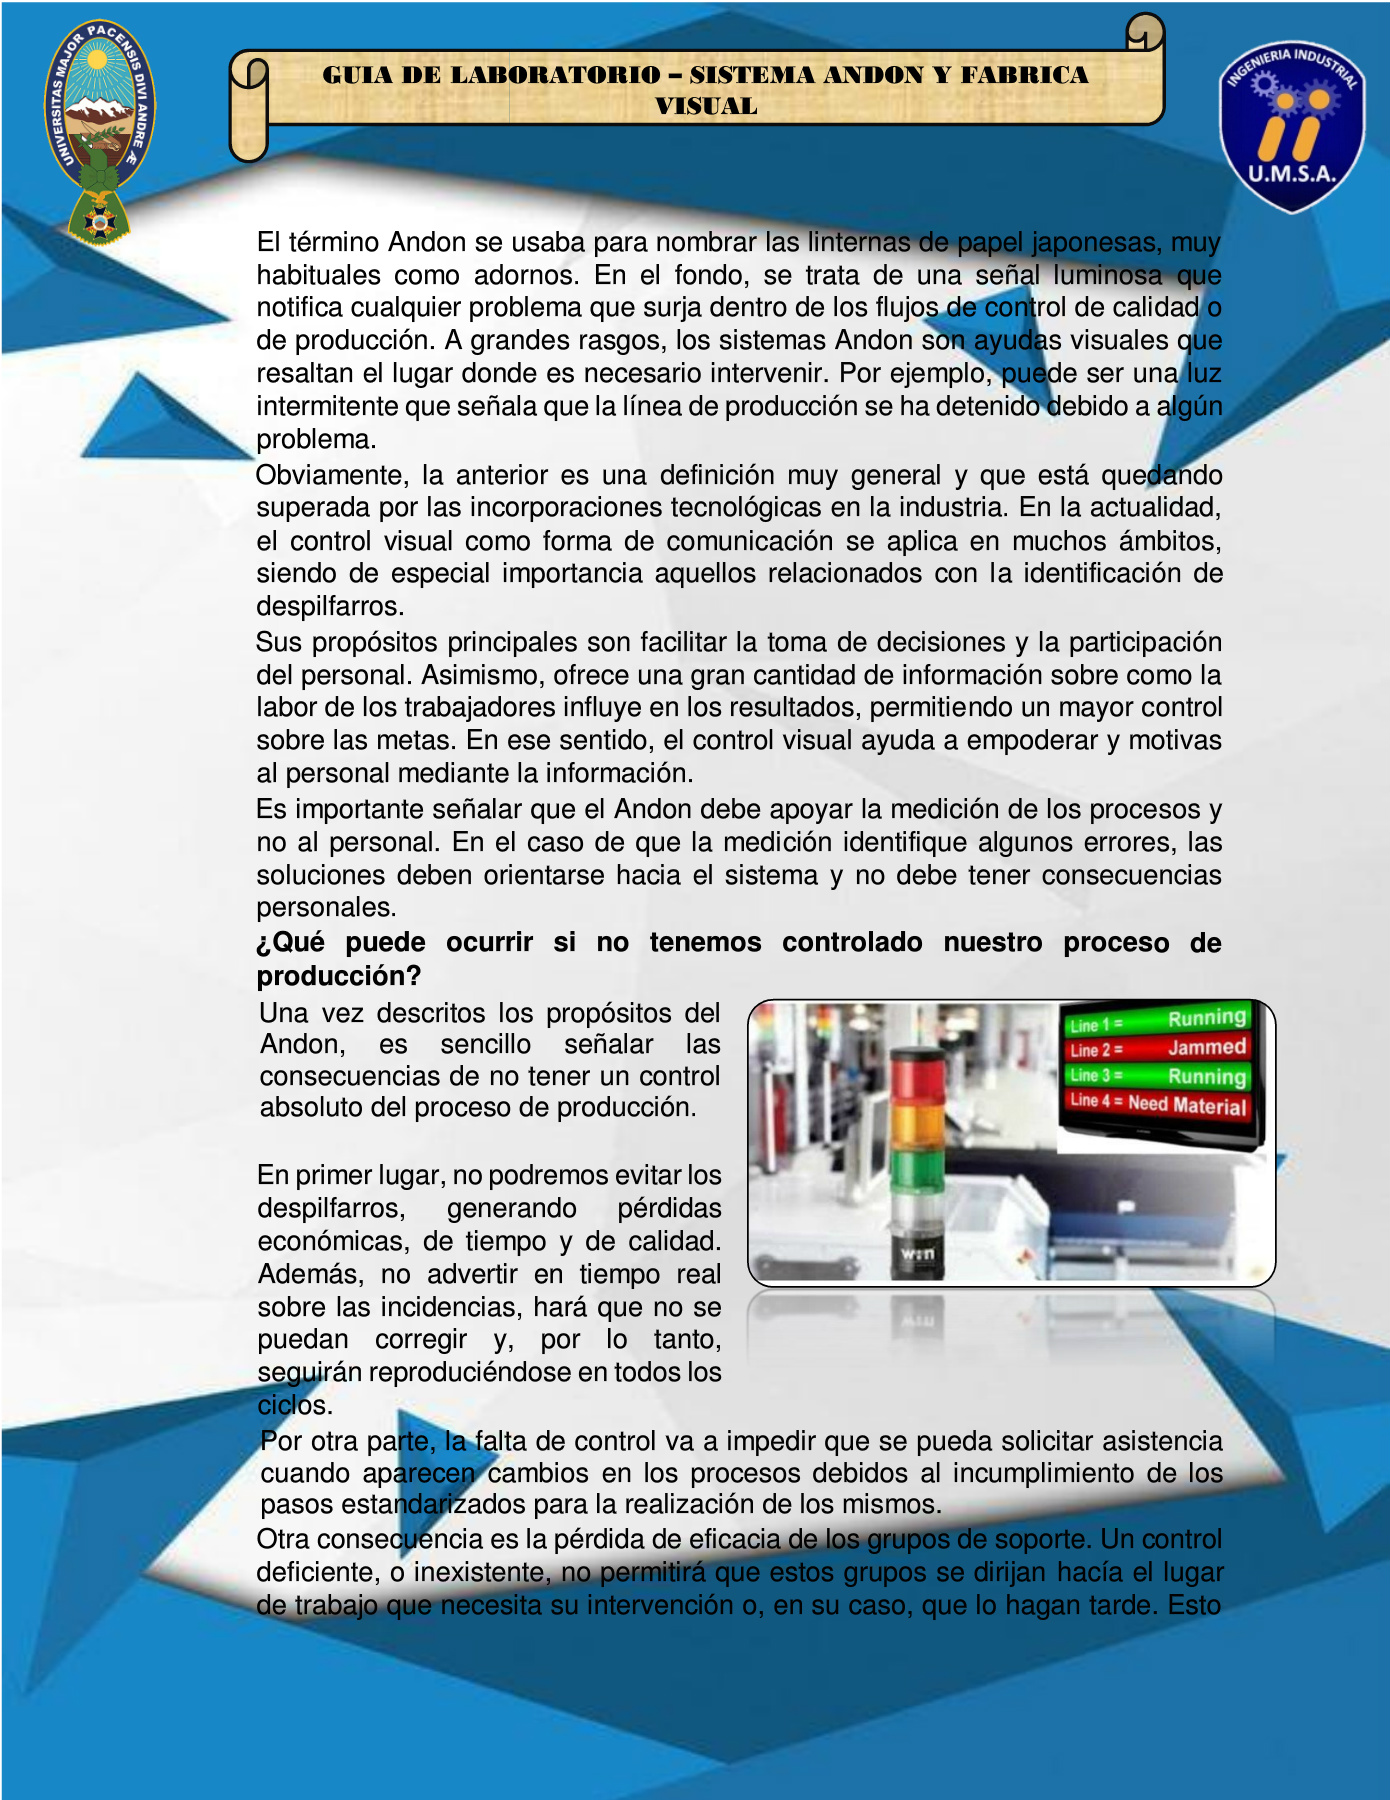 UNIVERSITAS MAJOR PACENSIS DIVI ANDRE Æ
GUIA DE LABORATORIO – SISTEMA ANDON Y FABRICA
VISUAL
INGENIERIA INDUSTRIAL
U.M.S.A.
El término Andon se usaba para nombrar las linternas de papel japonesas, muy
habituales como adornos. En el fondo, se trata de una señal luminosa que
notifica cualquier problema que surja dentro de los flujos de control de calidad o
de producción. A grandes rasgos, los sistemas Andon son ayudas visuales que
resaltan el lugar donde es necesario intervenir. Por ejemplo, puede ser una luz
intermitente que señala que la línea de producción se ha detenido debido a algún
problema.
Obviamente, la anterior es una definición muy general y que está quedando
superada por las incorporaciones tecnológicas en la industria. En la actualidad,
el control visual como forma de comunicación se aplica en muchos ámbitos,
siendo de especial importancia aquellos relacionados con la identificación de
despilfarros.
Sus propósitos principales son facilitar la toma de decisiones y la participación
del personal. Asimismo, ofrece una gran cantidad de información sobre como la
labor de los trabajadores influye en los resultados, permitiendo un mayor control
sobre las metas. En ese sentido, el control visual ayuda a empoderar y motivas
al personal mediante la información.
Es importante señalar que el Andon debe apoyar la medición de los procesos y
no al personal. En el caso de que la medición identifique algunos errores, las
soluciones deben orientarse hacia el sistema y no debe tener consecuencias
personales.
¿Qué puede ocurrir si no tenemos controlado nuestro proceso de
producción?
Una vez descritos los propósitos del
Andon, es sencillo señalar las
consecuencias de no tener un control
absoluto del proceso de producción.
En primer lugar, no podremos evitar los
despilfarros, generando pérdidas
económicas, de tiempo y de calidad.
Además, no advertir en tiempo real
sobre las incidencias, hará que no se
puedan corregir y, por lo tanto,
seguirán reproduciéndose en todos los
ciclos.
Line 1 = Running
Line 2 = Jammed
Line 3 = Running
Line 4 = Need Material
Por otra parte, la falta de control va a impedir que se pueda solicitar asistencia
cuando aparecen cambios en los procesos debidos al incumplimiento de los
pasos estandarizados para la realización de los mismos.
Otra consecuencia es la pérdida de eficacia de los grupos de soporte. Un control
deficiente, o inexistente, no permitirá que estos grupos se dirijan hacía el lugar
de trabajo que necesita su intervención o, en su caso, que lo hagan tarde. Esto